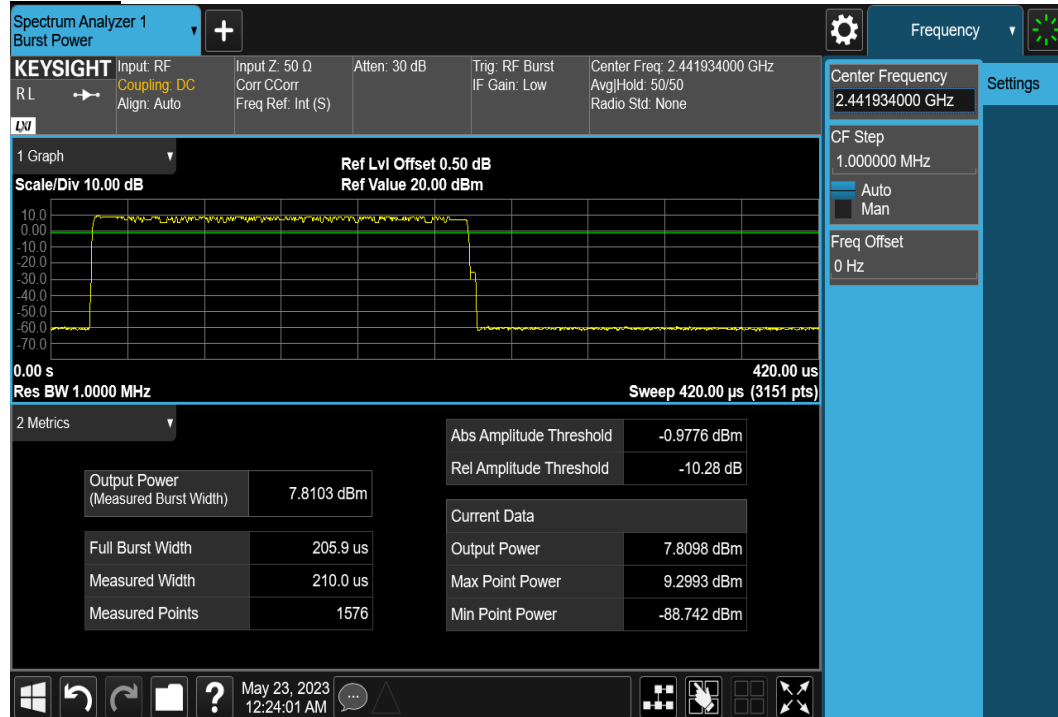 Spectrum Analyzer 1
Burst Power
+
Frequency
KEYSIGHT
R L
LXI
Input: RF
Coupling: DC
Align: Auto
Input Z: 50 Ω
Corr CCorr
Freq Ref: Int (S)
Atten: 30 dB
Trig: RF Burst
IF Gain: Low
Center Freq: 2.441934000 GHz
Avg|Hold: 50/50
Radio Std: None
Center Frequency
2.441934000 GHz
Settings
CF Step
1.000000 MHz
Auto
Man
Freq Offset
0 Hz
1 Graph
Scale/Div 10.00 dB
Ref Lvl Offset 0.50 dB
Ref Value 20.00 dBm
10.0
0.00
-10.0
-20.0
-30.0
-40.0
-50.0
-60.0
-70.0
0.00 s
420.00 us
Res BW 1.0000 MHz
Sweep 420.00 µs (3151 pts)
2 Metrics
Output Power
(Measured Burst Width)
7.8103 dBm
Full Burst Width 205.9 us
Measured Width 210.0 us
Measured Points 1576
Abs Amplitude Threshold -0.9776 dBm
Rel Amplitude Threshold -10.28 dB
Current Data
Output Power 7.8098 dBm
Max Point Power 9.2993 dBm
Min Point Power -88.742 dBm
?
May 23, 2023
12:24:01 AM